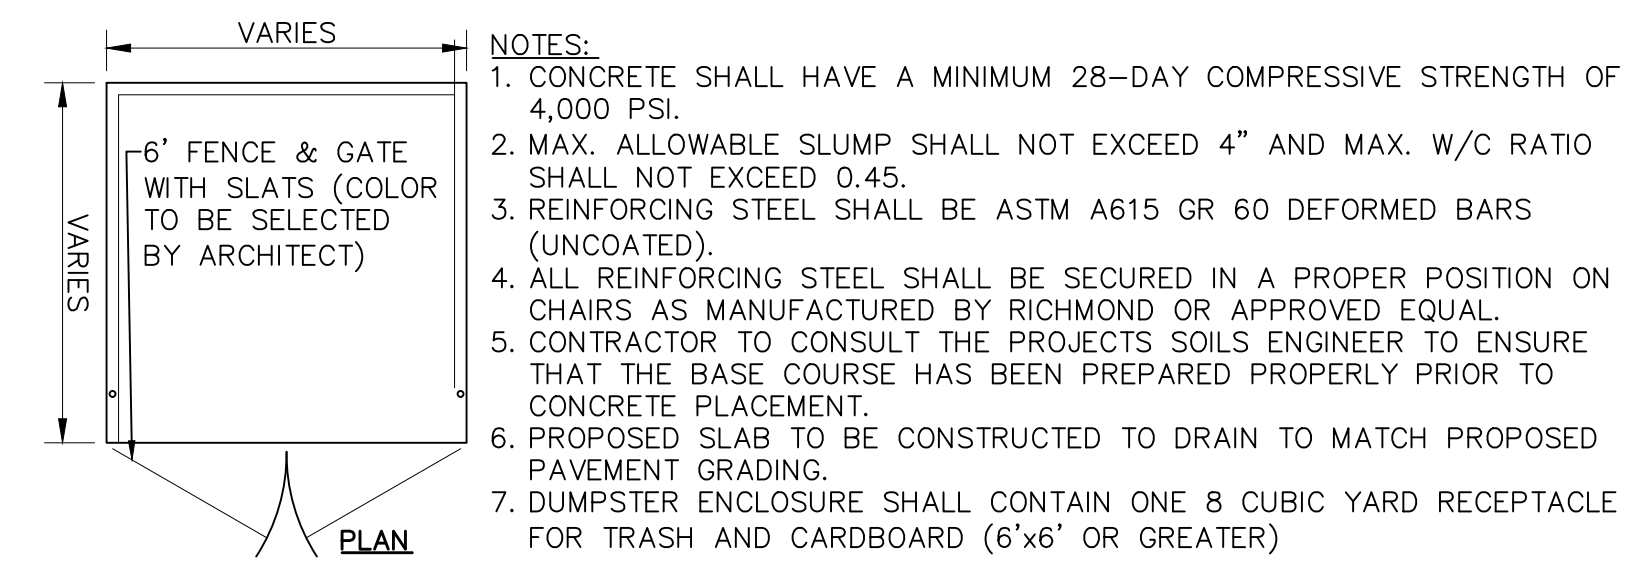 VARIES
VARIES
6' FENCE & GATE
WITH SLATS (COLOR
TO BE SELECTED
BY ARCHITECT)
PLAN
NOTES:
1. CONCRETE SHALL HAVE A MINIMUM 28-DAY COMPRESSIVE STRENGTH OF
4,000 PSI.
2. MAX. ALLOWABLE SLUMP SHALL NOT EXCEED 4" AND MAX. W/C RATIO
SHALL NOT EXCEED 0.45.
3. REINFORCING STEEL SHALL BE ASTM A615 GR 60 DEFORMED BARS
(UNCOATED).
4. ALL REINFORCING STEEL SHALL BE SECURED IN A PROPER POSITION ON
CHAIRS AS MANUFACTURED BY RICHMOND OR APPROVED EQUAL.
5. CONTRACTOR TO CONSULT THE PROJECTS SOILS ENGINEER TO ENSURE
THAT THE BASE COURSE HAS BEEN PREPARED PROPERLY PRIOR TO
CONCRETE PLACEMENT.
6. PROPOSED SLAB TO BE CONSTRUCTED TO DRAIN TO MATCH PROPOSED
PAVEMENT GRADING.
7. DUMPSTER ENCLOSURE SHALL CONTAIN ONE 8 CUBIC YARD RECEPTACLE
FOR TRASH AND CARDBOARD (6'x6' OR GREATER)